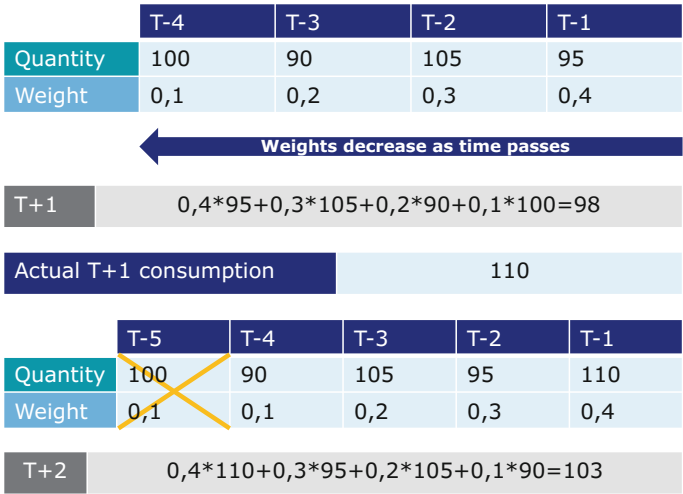 T-4 T-3 T-2 T-1
Quantity 100 90 105 95
Weight 0,1 0,2 0,3 0,4
Weights decrease as time passes
T+1 0,4*95+0,3*105+0,2*90+0,1*100=98
Actual T+1 consumption 110
T-5 T-4 T-3 T-2 T-1
Quantity 100 90 105 95 110
Weight 0,1 0,1 0,2 0,3 0,4
T+2 0,4*110+0,3*95+0,2*105+0,1*90=103